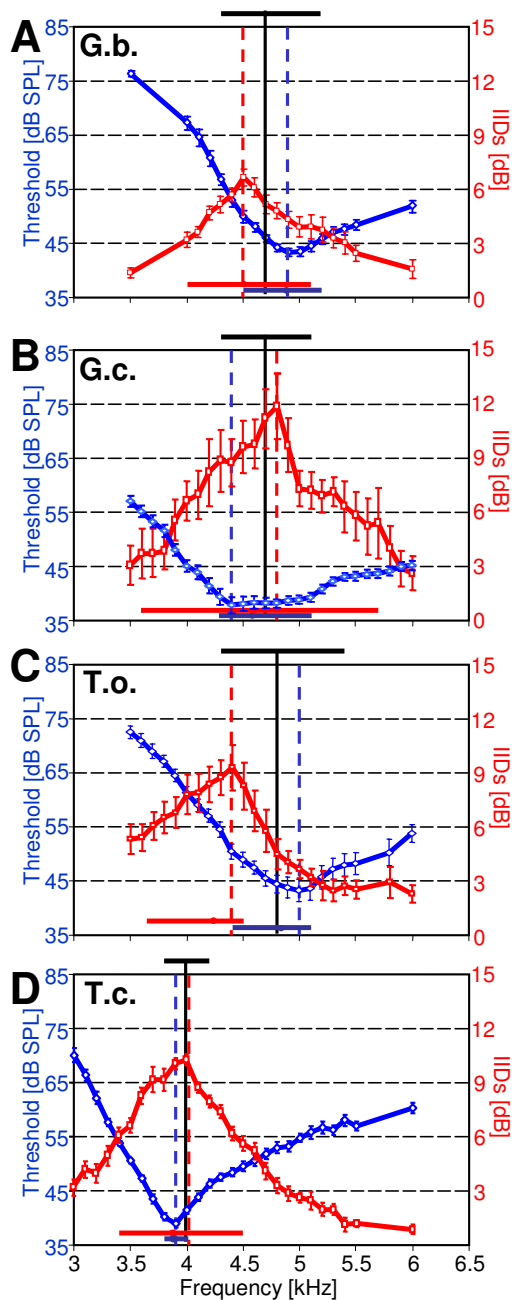 A
G.b.
85
75
65
55
45
35
Threshold [dB SPL]
15
12
9
6
3
0
IIDs [dB]
B
G.c.
85
75
65
55
45
35
Threshold [dB SPL]
15
12
9
6
3
0
IIDs [dB]
C
T.o.
85
75
65
55
45
35
Threshold [dB SPL]
15
12
9
6
3
0
IIDs [dB]
D
T.c.
85
75
65
55
45
35
Threshold [dB SPL]
15
12
9
6
3
IIDs [dB]
3 3.5 4 4.5 5 5.5 6 6.5
Frequency [kHz]